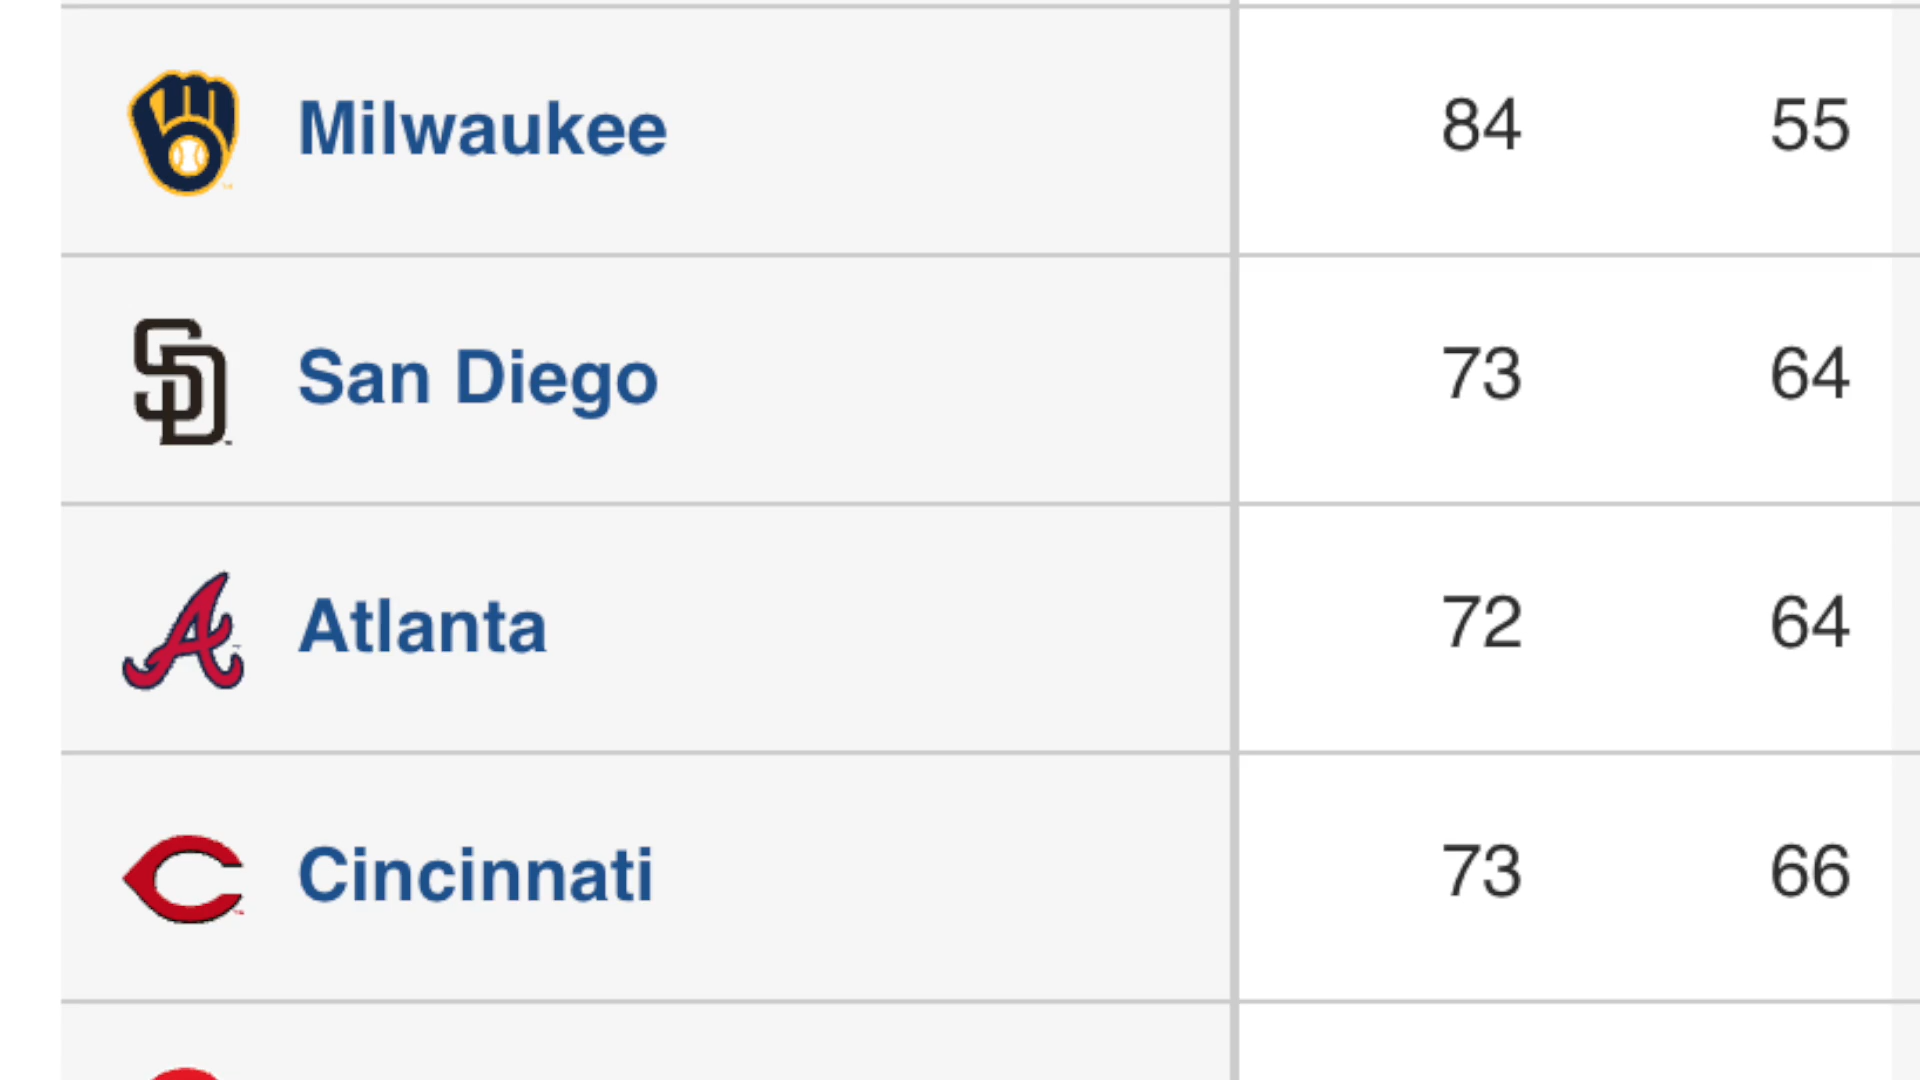 Milwaukee 84 55
San Diego 73 64
Atlanta 72 64
Cincinnati 73 66